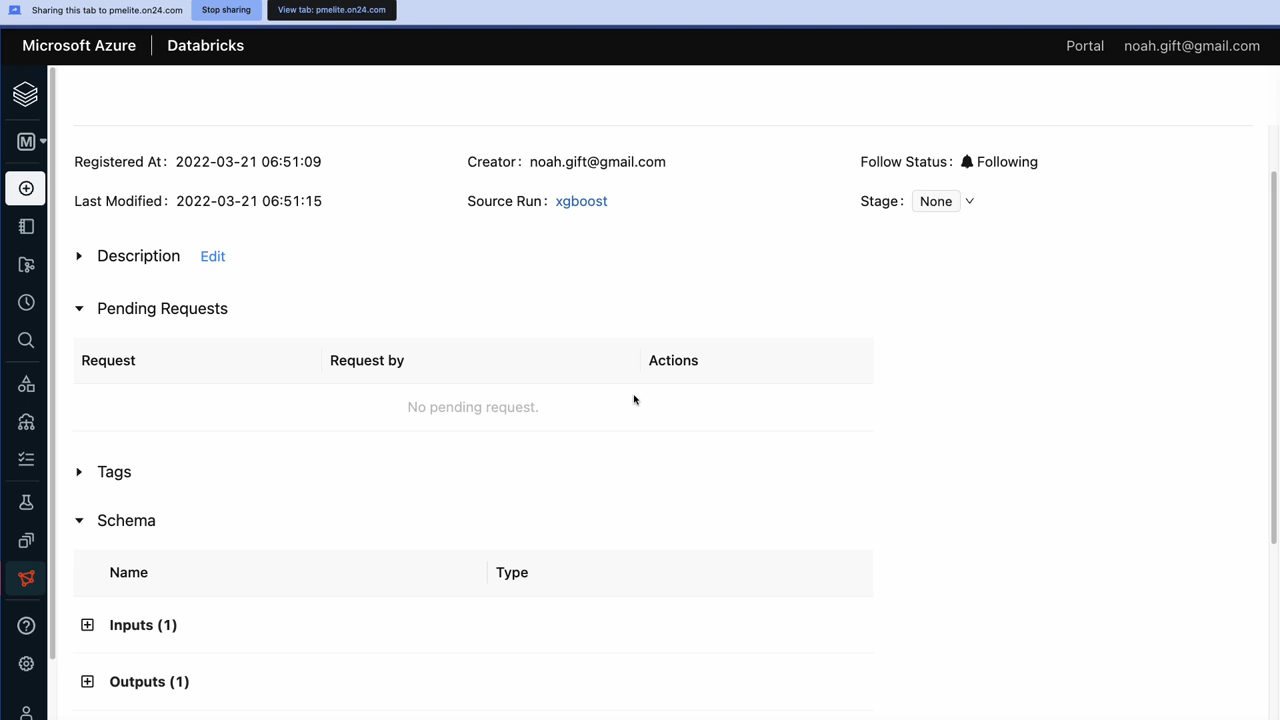 Sharing this tab to pmelite.on24.com Stop sharing View tab: pmelite.on24.com
Microsoft Azure Databricks Portal noah.gift@gmail.com
M
Registered At: 2022-03-21 06:51:09 Creator: noah.gift@gmail.com Follow Status: Following
Last Modified: 2022-03-21 06:51:15 Source Run: xgboost Stage: None
Description Edit
Pending Requests
Request Request by Actions
No pending request.
Tags
Schema
Name Type
Inputs (1)
Outputs (1)